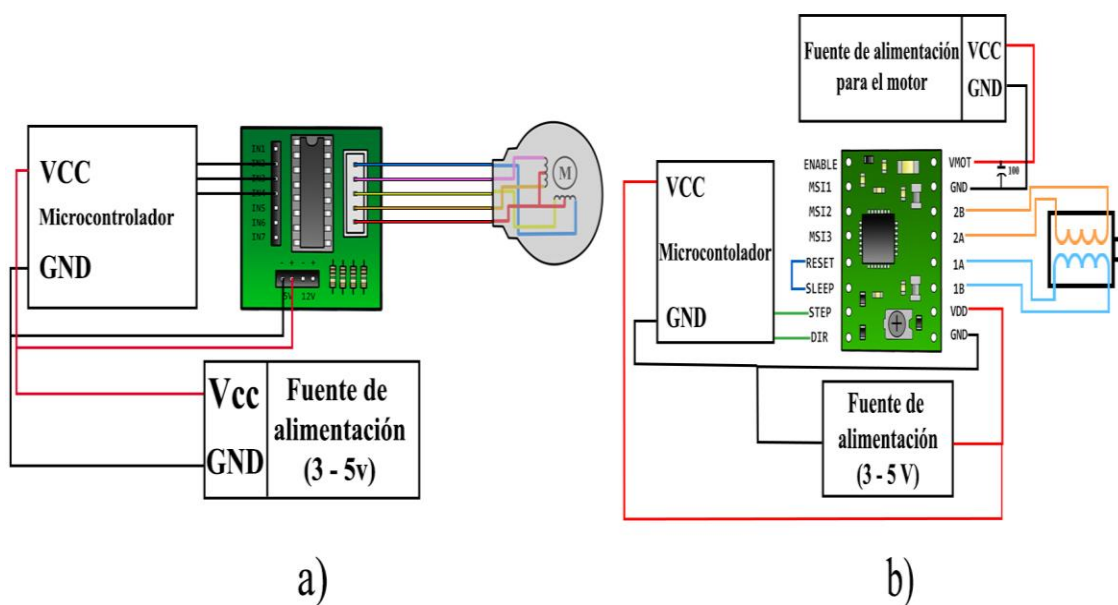 VCC
Microcontrolador
GND
IN1
IN2
IN3
IN4
IN5
IN6
IN7
- + - +
5V 12V
M
Vcc
GND
Fuente de
alimentación
(3 - 5v)
a)
Fuente de alimentación
para el motor
VCC
GND
VCC
Microcontolador
GND
ENABLE
MSI1
MSI2
MSI3
RESET
SLEEP
STEP
DIR
VMOT
GND
2B
2A
1A
1B
VDD
GND
100
Fuente de
alimentación
(3 - 5 V)
b)